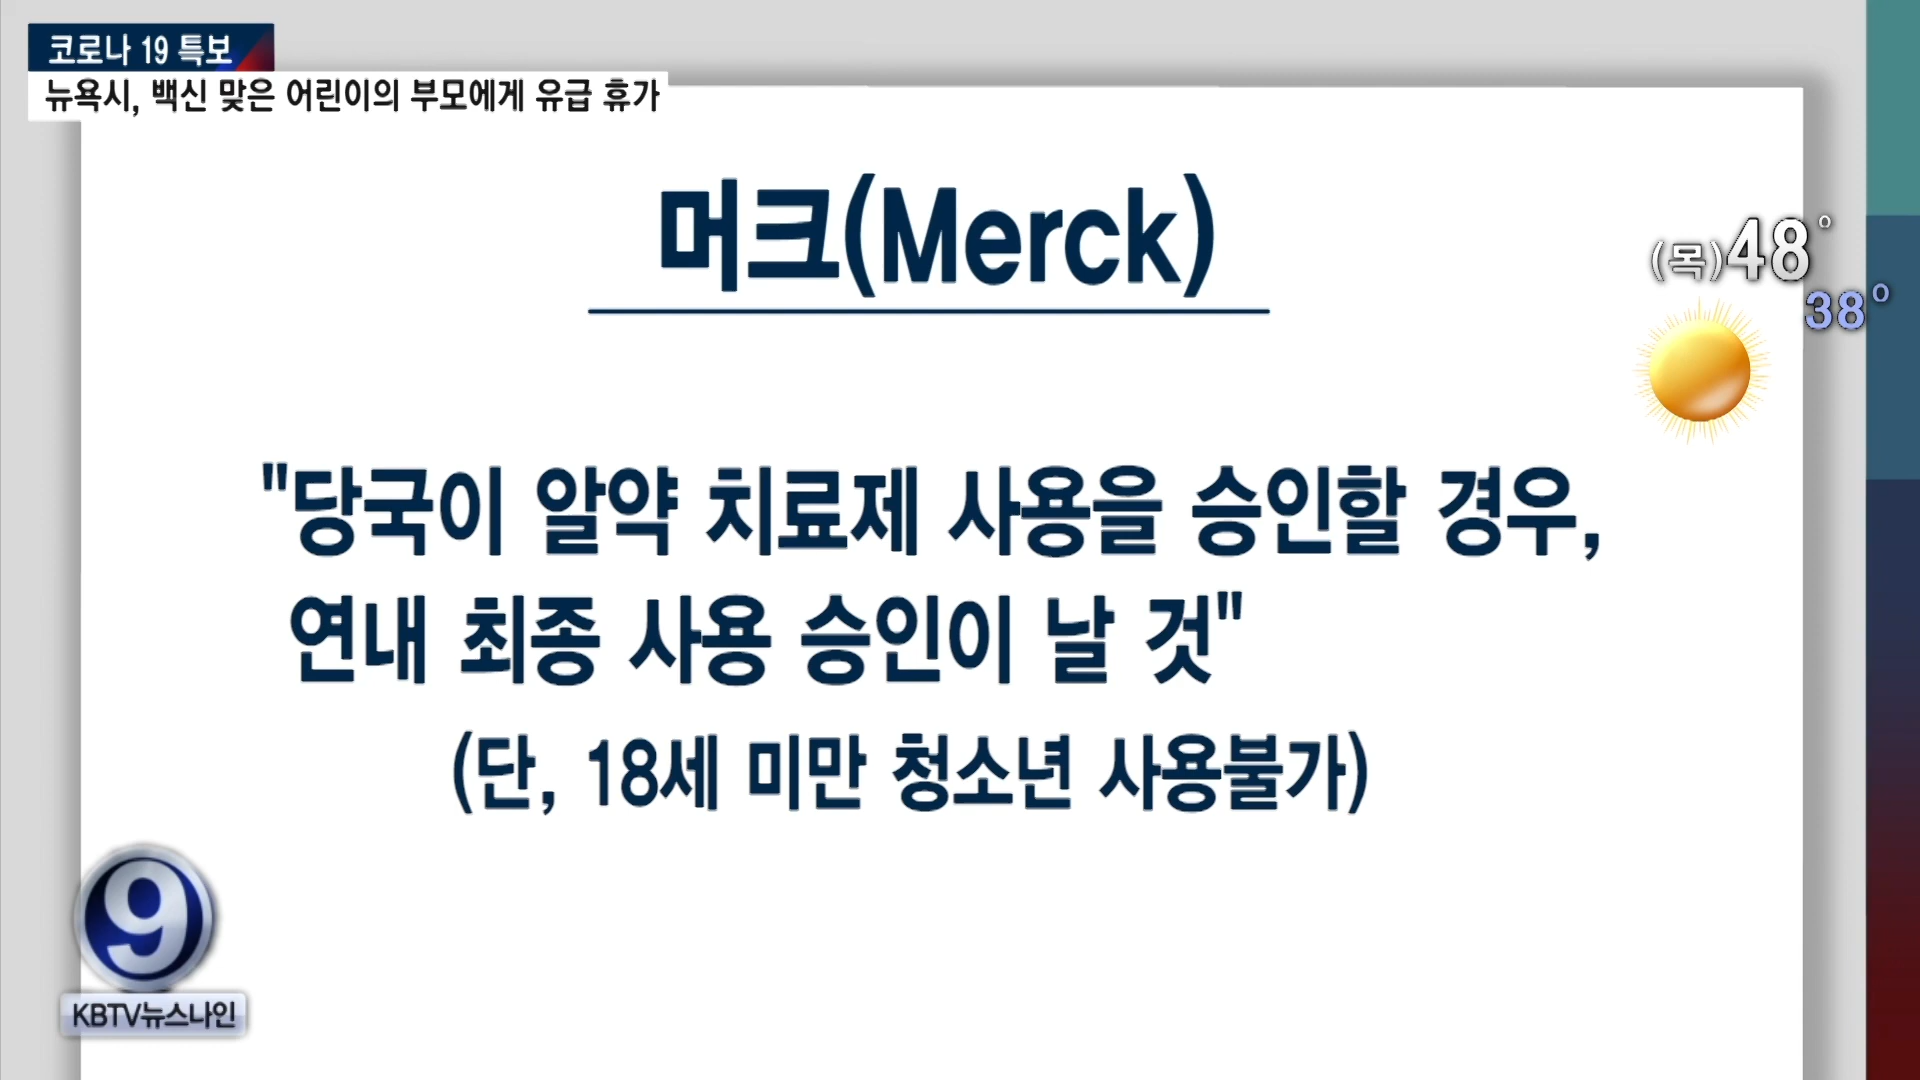 코로나 19 특보
뉴욕시, 백신 맞은 어린이의 부모에게 유급 휴가
머크(Merck)
(목)48°
38°
"당국이 알약 치료제 사용을 승인할 경우,
연내 최종 사용 승인이 날 것"
(단, 18세 미만 청소년 사용불가)
9
KBTV뉴스나인